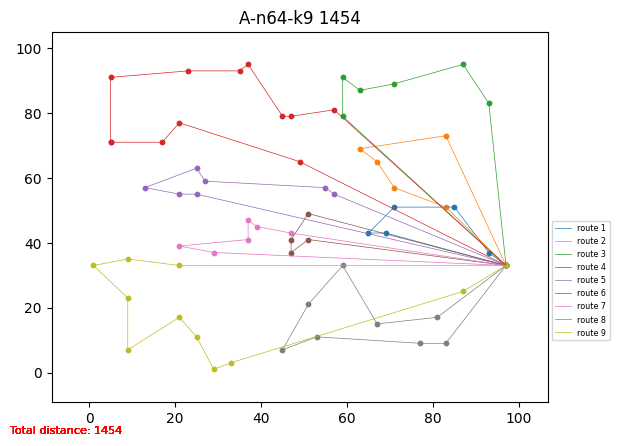 A-n64-k9 1454
100
80
60
40
20
0
0 20 40 60 80 100
route 1
route 2
route 3
route 4
route 5
route 6
route 7
route 8
route 9
Total distance: 1454